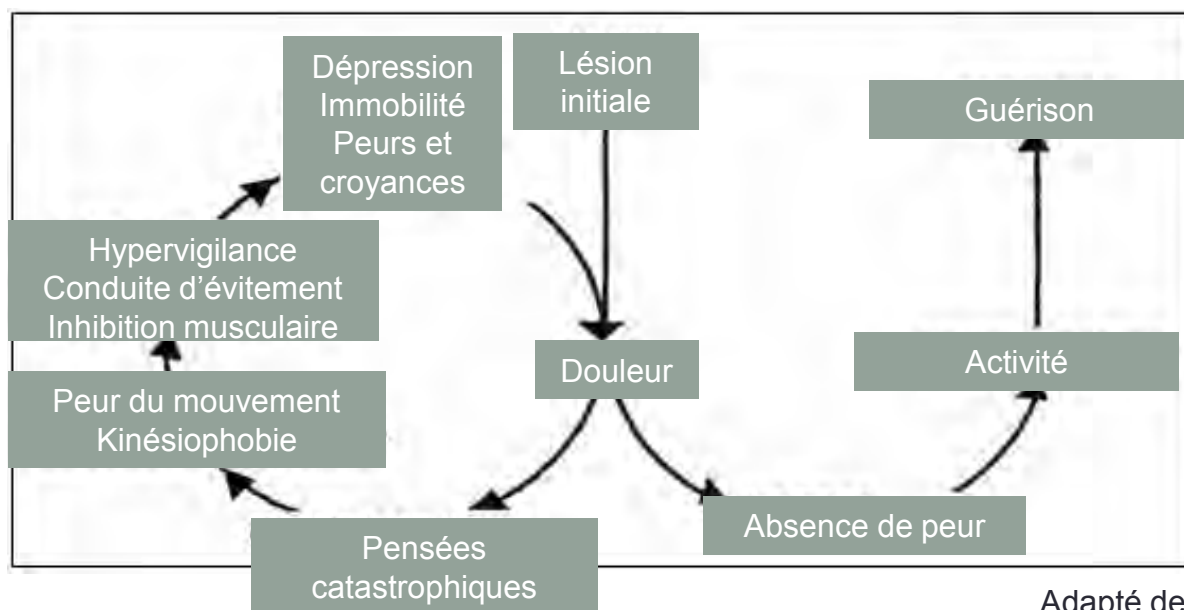 Dépression
Immobilité
Peurs et
croyances
Lésion
initiale
Guérison
Hypervigilance
Conduite d'évitement
Inhibition musculaire
Douleur
Activité
Peur du mouvement
Kinésiophobie
Absence de peur
Pensées
catastrophiques
Adapté de